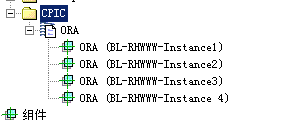 CPIC
ORA
ORA (BL-RHWWW-Instance1)
ORA (BL-RHWWW-Instance2)
ORA (BL-RHWWW-Instance3)
ORA (BL-RHWWW-Instance 4)
组件